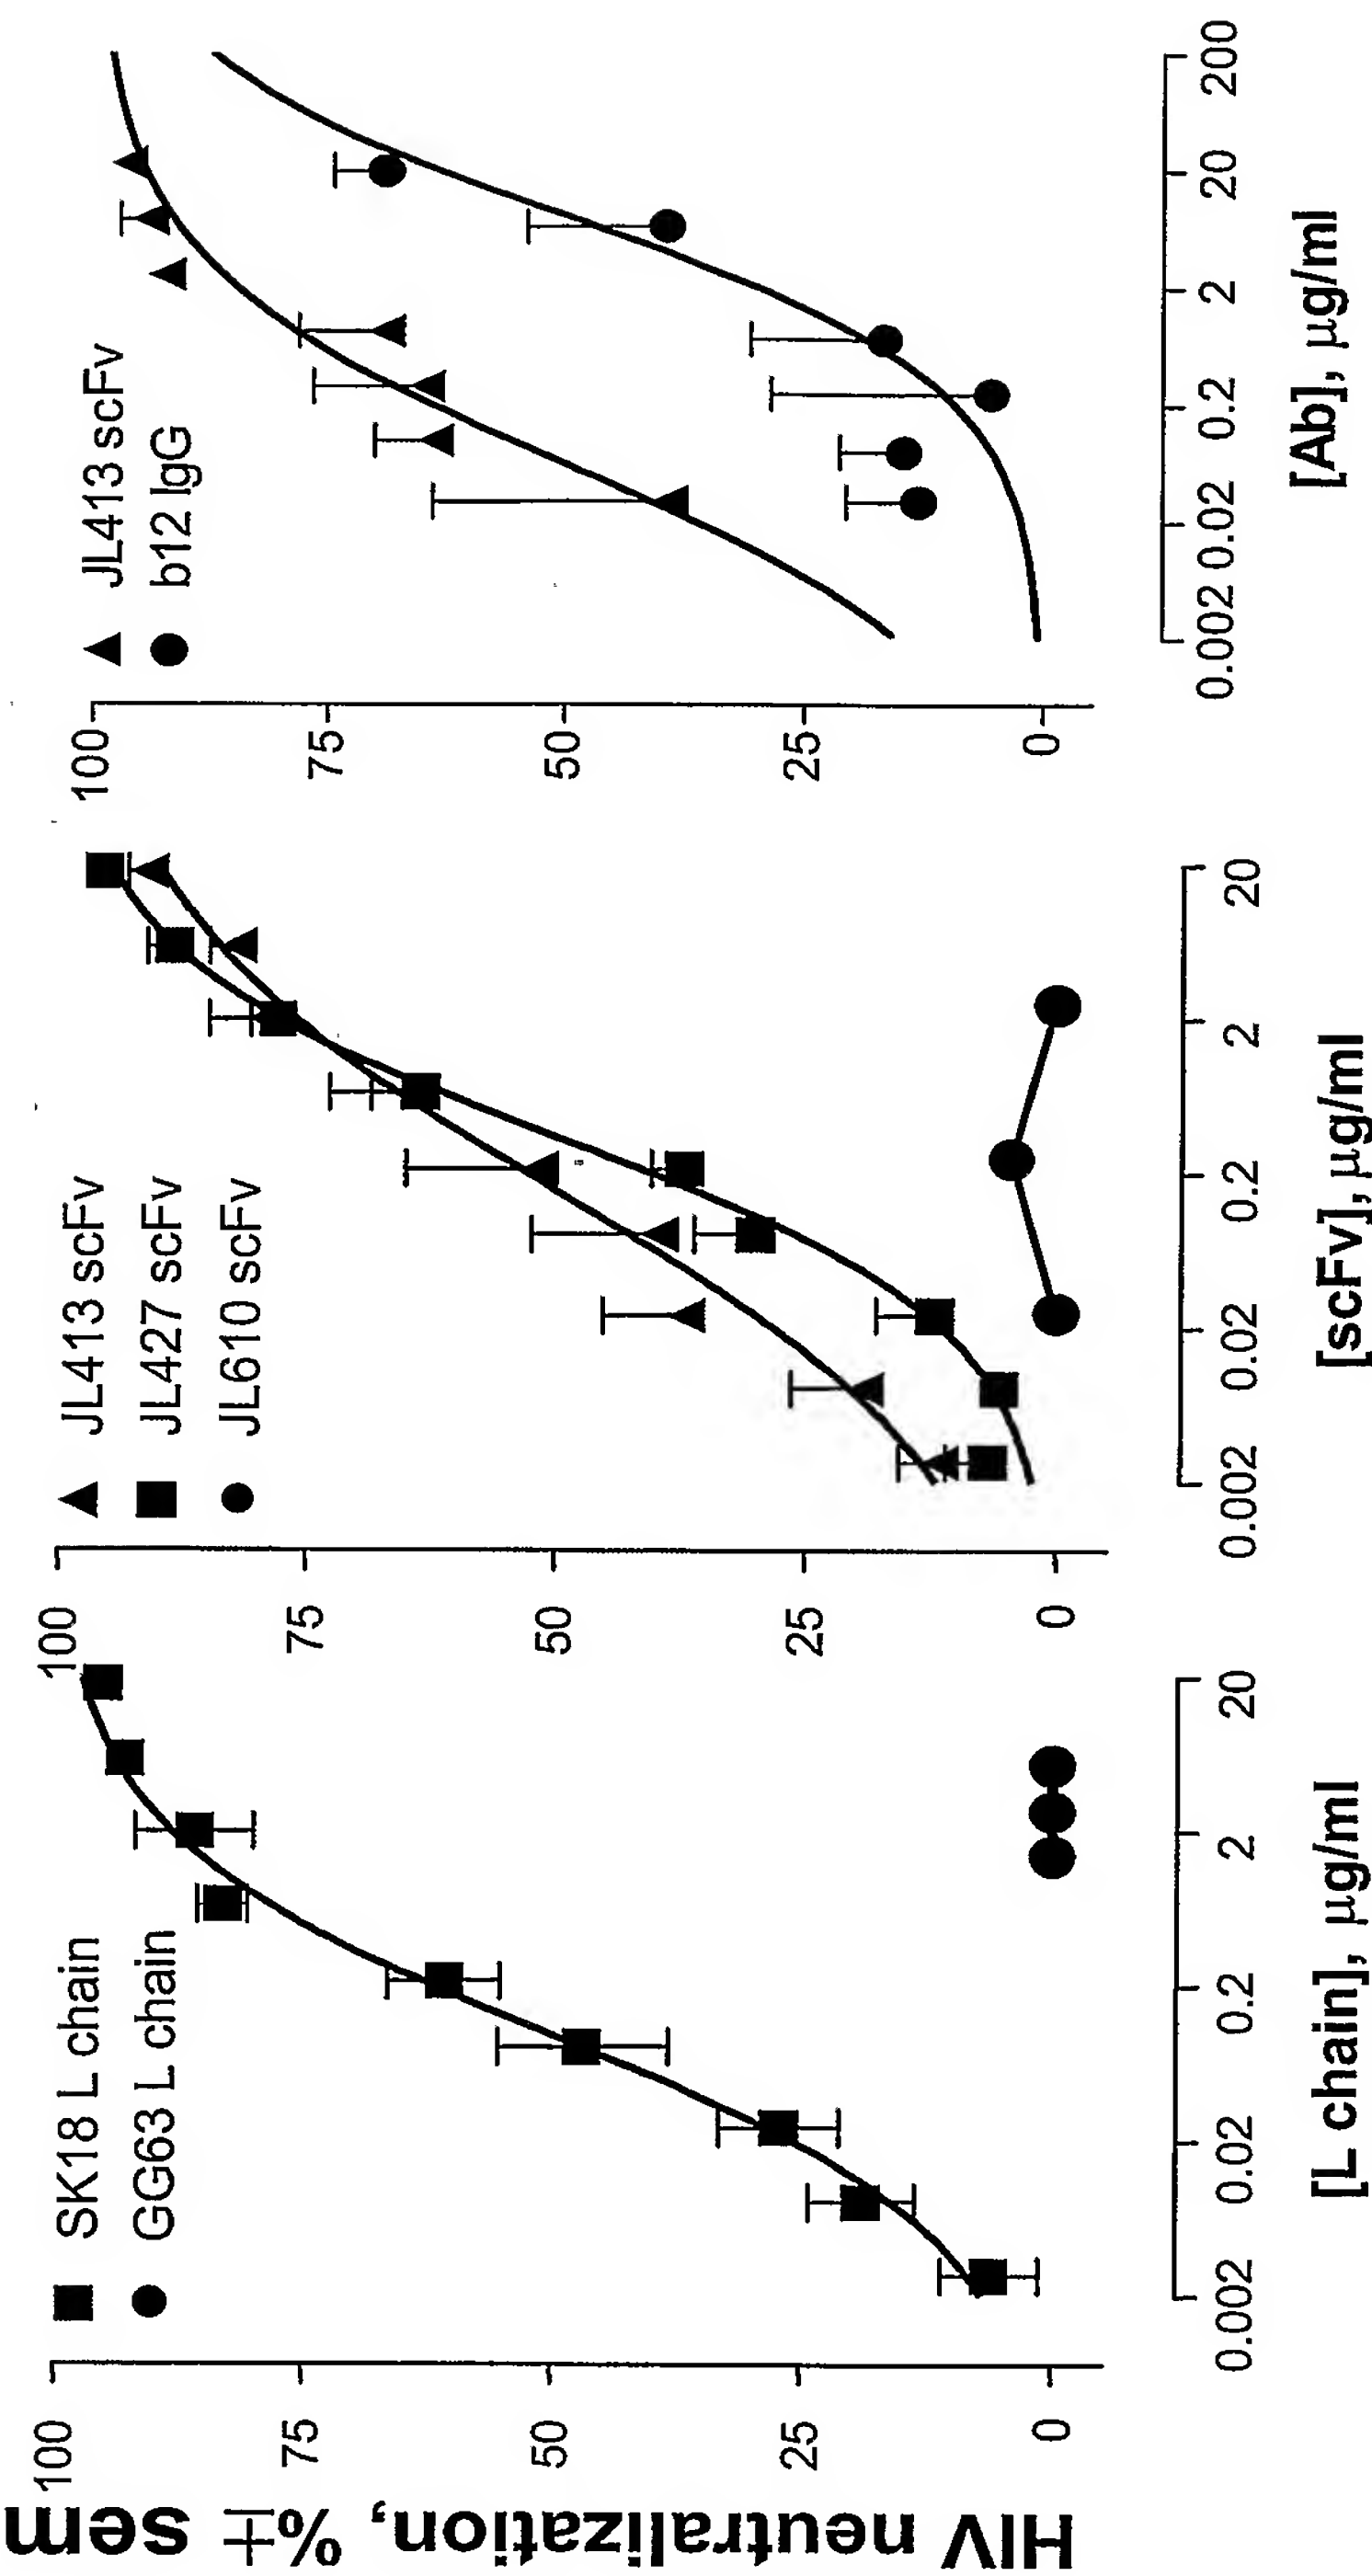 HIV neutralization, %± sem
100
75
50
25
0
SK18 L chain
GG63 L chain
0.002
0.02
0.2
2
20
[L chain], μg/ml
100
75
50
25
0
JL413 scFv
JL427 scFv
JL610 scFv
0.002
0.02
0.2
2
20
[scFv], μg/ml
100
75
50
25
0
JL413 scFv
b12 IgG
0.002
0.02
0.2
2
20
200
[Ab], μg/ml